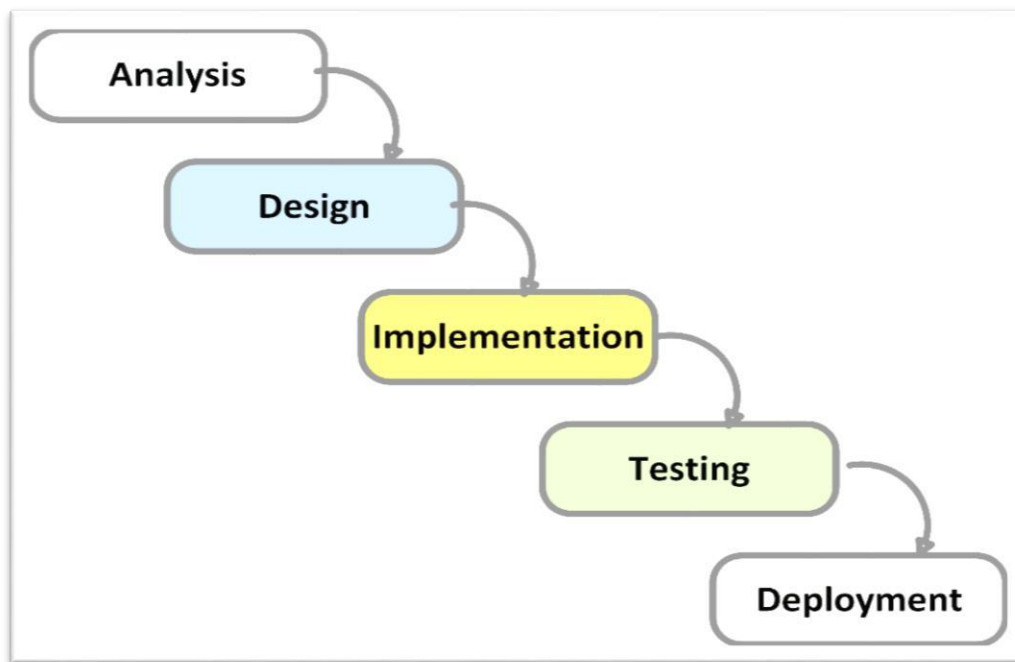 Analysis
Design
Implementation
Testing
Deployment